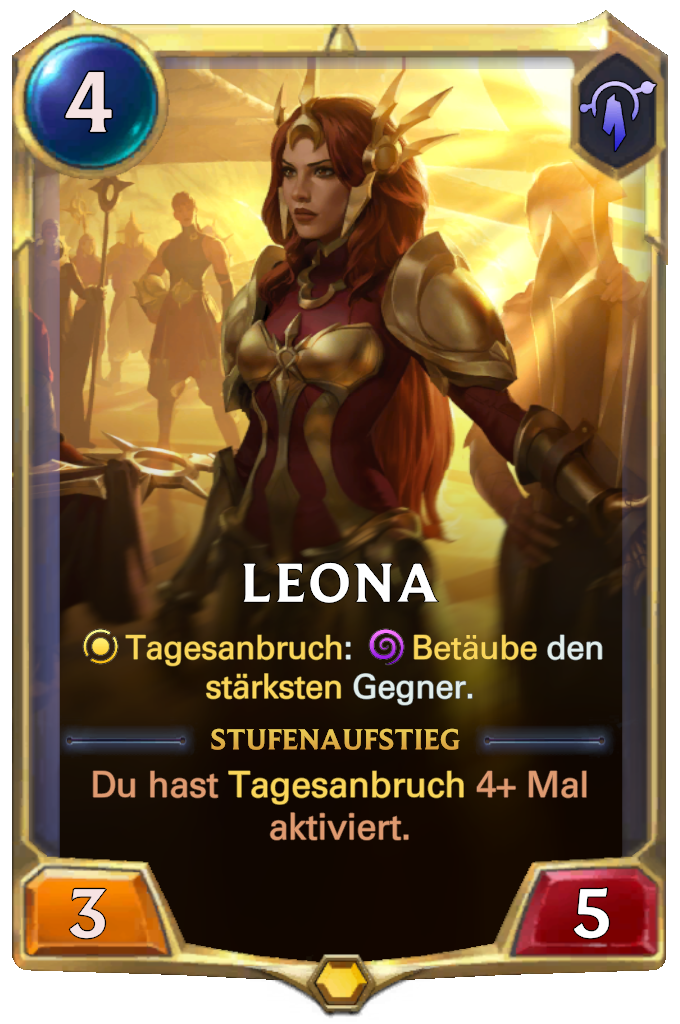 4
LEONA
Tagesanbruch: Betäube den
stärksten Gegner.
STUFENAUFSTIEG
Du hast Tagesanbruch 4+ Mal
aktiviert.
3 5